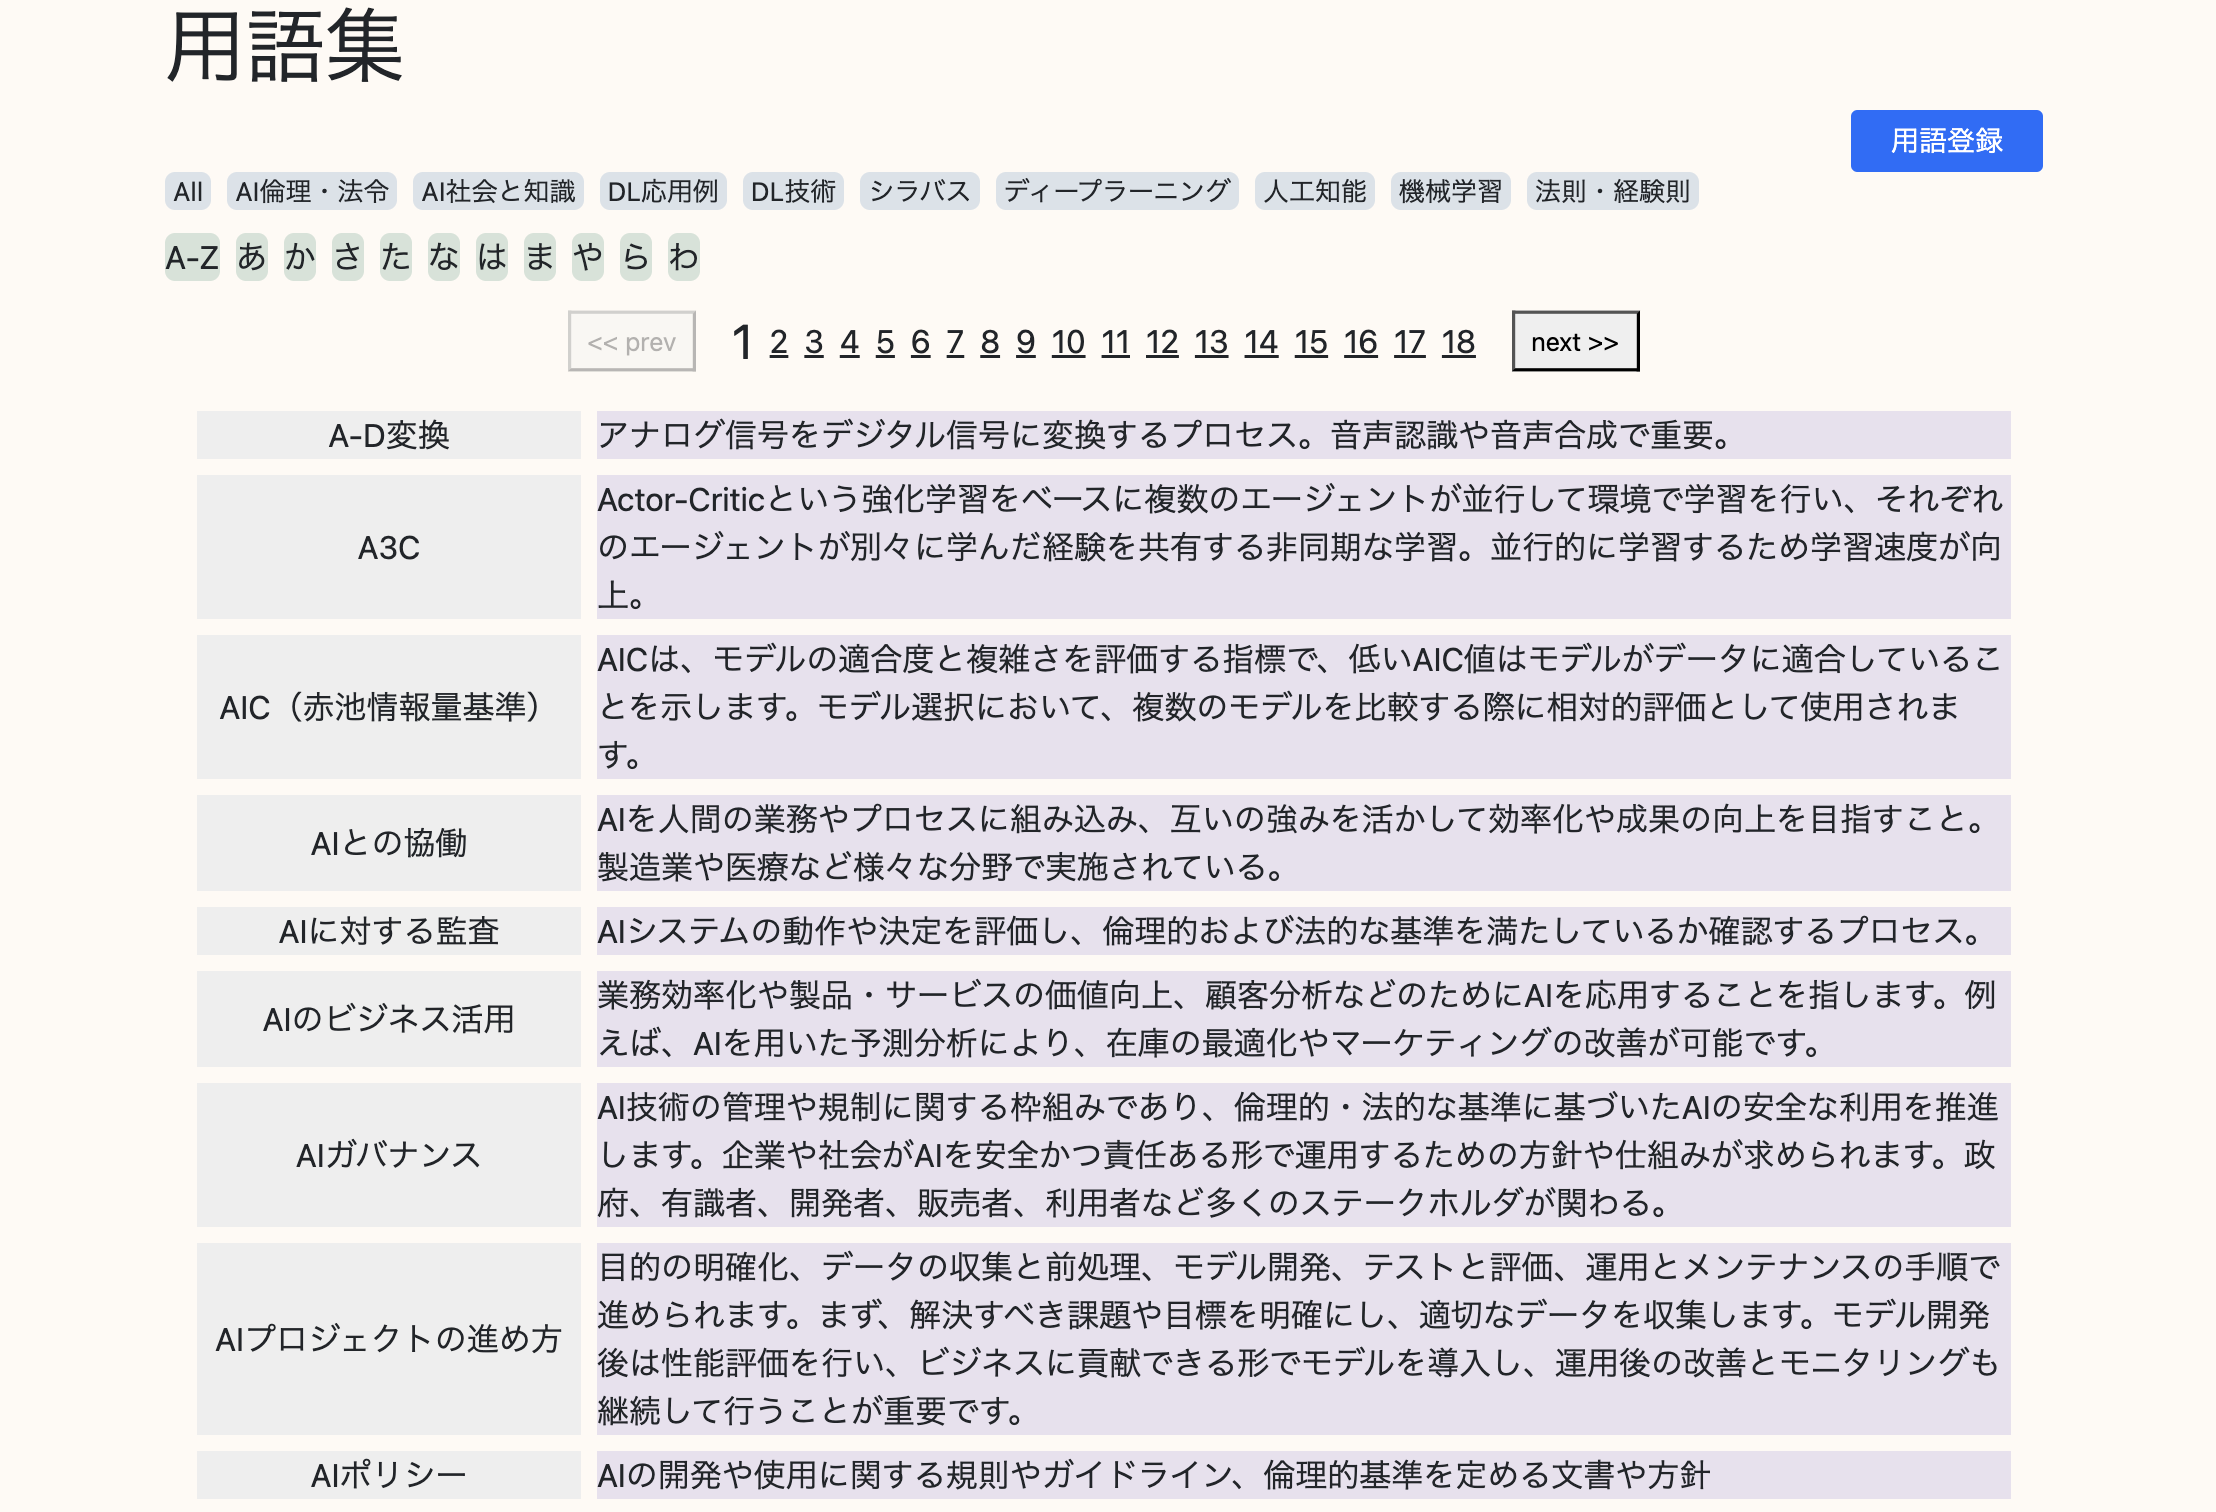 用語集
用語登録
All AI倫理・法令 AI社会と知識 DL応用例 DL技術 シラバス ディープラーニング 人工知能 機械学習 法則・経験則
A-Z あ か さ た な は ま や ら わ
<< prev 1 2 3 4 5 6 7 8 9 10 11 12 13 14 15 16 17 18 next >>
A-D変換
アナログ信号をデジタル信号に変換するプロセス。音声認識や音声合成で重要。
A3C
Actor-Criticという強化学習をベースに複数のエージェントが並行して環境で学習を行い、それぞれ
のエージェントが別々に学んだ経験を共有する非同期な学習。並行的に学習するため学習速度が向
上。
AIC（赤池情報量基準）
AICは、モデルの適合度と複雑さを評価する指標で、低いAIC値はモデルがデータに適合しているこ
とを示します。モデル選択において、複数のモデルを比較する際に相対的評価として使用されま
す。
AIとの協働
AIを人間の業務やプロセスに組み込み、互いの強みを活かして効率化や成果の向上を目指すこと。
製造業や医療など様々な分野で実施されている。
AIに対する監査
AIシステムの動作や決定を評価し、倫理的および法的な基準を満たしているか確認するプロセス。
AIのビジネス活用
業務効率化や製品・サービスの価値向上、顧客分析などのためにAIを応用することを指します。例
えば、AIを用いた予測分析により、在庫の最適化やマーケティングの改善が可能です。
AIガバナンス
AI技術の管理や規制に関する枠組みであり、倫理的・法的な基準に基づいたAIの安全な利用を推進
します。企業や社会がAIを安全かつ責任ある形で運用するための方針や仕組みが求められます。政
府、有識者、開発者、販売者、利用者など多くのステークホルダが関わる。
AIプロジェクトの進め方
目的の明確化、データの収集と前処理、モデル開発、テストと評価、運用とメンテナンスの手順で
進められます。まず、解決すべき課題や目標を明確にし、適切なデータを収集します。モデル開発
後は性能評価を行い、ビジネスに貢献できる形でモデルを導入し、運用後の改善とモニタリングも
継続して行うことが重要です。
AIポリシー
AIの開発や使用に関する規則やガイドライン、倫理的基準を定める文書や方針